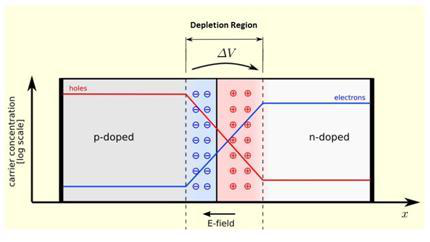 Depletion Region
ΔV
holes
electrons
carrier concentration
[log scale]
p-doped
n-doped
⊖ ⊖ ⊕ ⊕
⊖ ⊖ ⊕ ⊕
⊖ ⊖ ⊕ ⊕
⊖ ⊖ ⊕ ⊕
⊖ ⊖ ⊕ ⊕
⊖ ⊖ ⊕ ⊕
⊖ ⊖ ⊕ ⊕
E-field
x